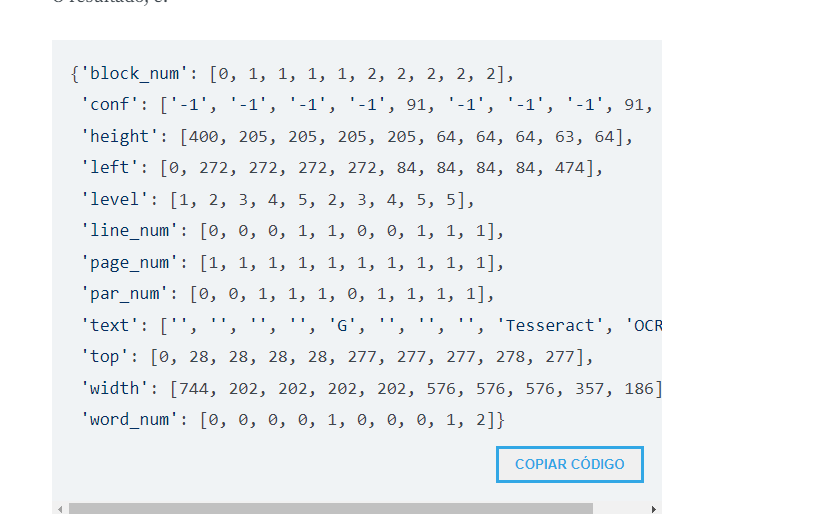 o resultado, é:
{'block_num': [0, 1, 1, 1, 1, 2, 2, 2, 2, 2],
'conf': ['-1', '-1', '-1', '-1', 91, '-1', '-1', '-1', 91,
'height': [400, 205, 205, 205, 205, 64, 64, 64, 63, 64],
'left': [0, 272, 272, 272, 272, 84, 84, 84, 84, 474],
'level': [1, 2, 3, 4, 5, 2, 3, 4, 5, 5],
'line_num': [0, 0, 0, 1, 1, 0, 0, 1, 1, 1],
'page_num': [1, 1, 1, 1, 1, 1, 1, 1, 1, 1],
'par_num': [0, 0, 1, 1, 1, 0, 1, 1, 1, 1],
'text': ['', '', '', '', 'G', '', '', '', 'Tesseract', 'OCR
'top': [0, 28, 28, 28, 28, 277, 277, 277, 278, 277],
'width': [744, 202, 202, 202, 202, 576, 576, 576, 357, 186]
'word_num': [0, 0, 0, 0, 1, 0, 0, 0, 1, 2]}
COPIAR CÓDIGO